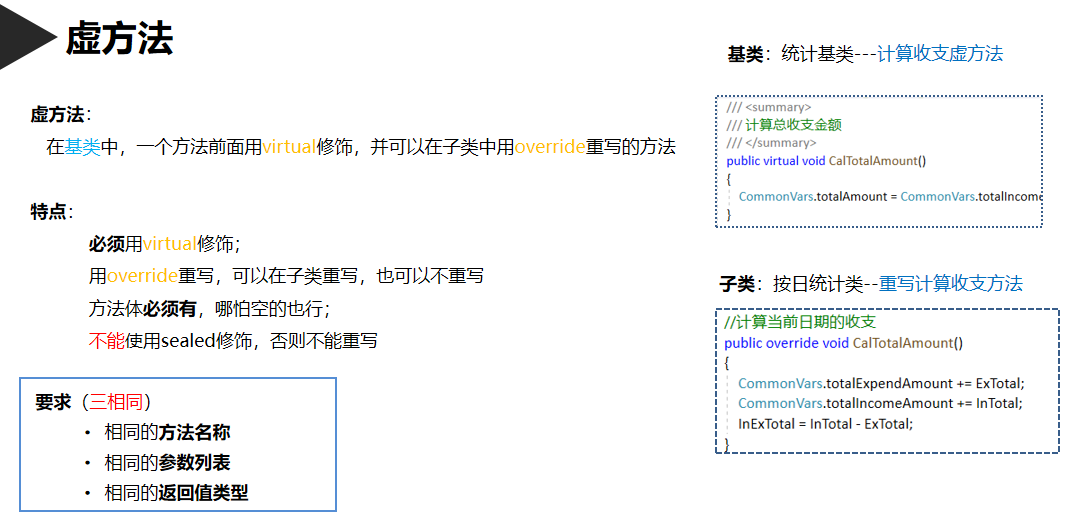 虚方法
虚方法：
在基类中，一个方法前面用virtual修饰，并可以在子类中用override重写的方法
特点：
必须用virtual修饰；
用override重写，可以在子类重写，也可以不重写
方法体必须有，哪怕空的也行；
不能使用sealed修饰，否则不能重写
要求（三相同）
• 相同的方法名称
• 相同的参数列表
• 相同的返回值类型
基类：统计基类---计算收支虚方法
/// <summary>
/// 计算总收支金额
/// </summary>
public virtual void CalTotalAmount()
{
CommonVars.totalAmount = CommonVars.totalIncome
}
子类：按日统计类--重写计算收支方法
//计算当前日期的收支
public override void CalTotalAmount()
{
CommonVars.totalExpendAmount += ExTotal;
CommonVars.totalIncomeAmount += InTotal;
InExTotal = InTotal - ExTotal;
}